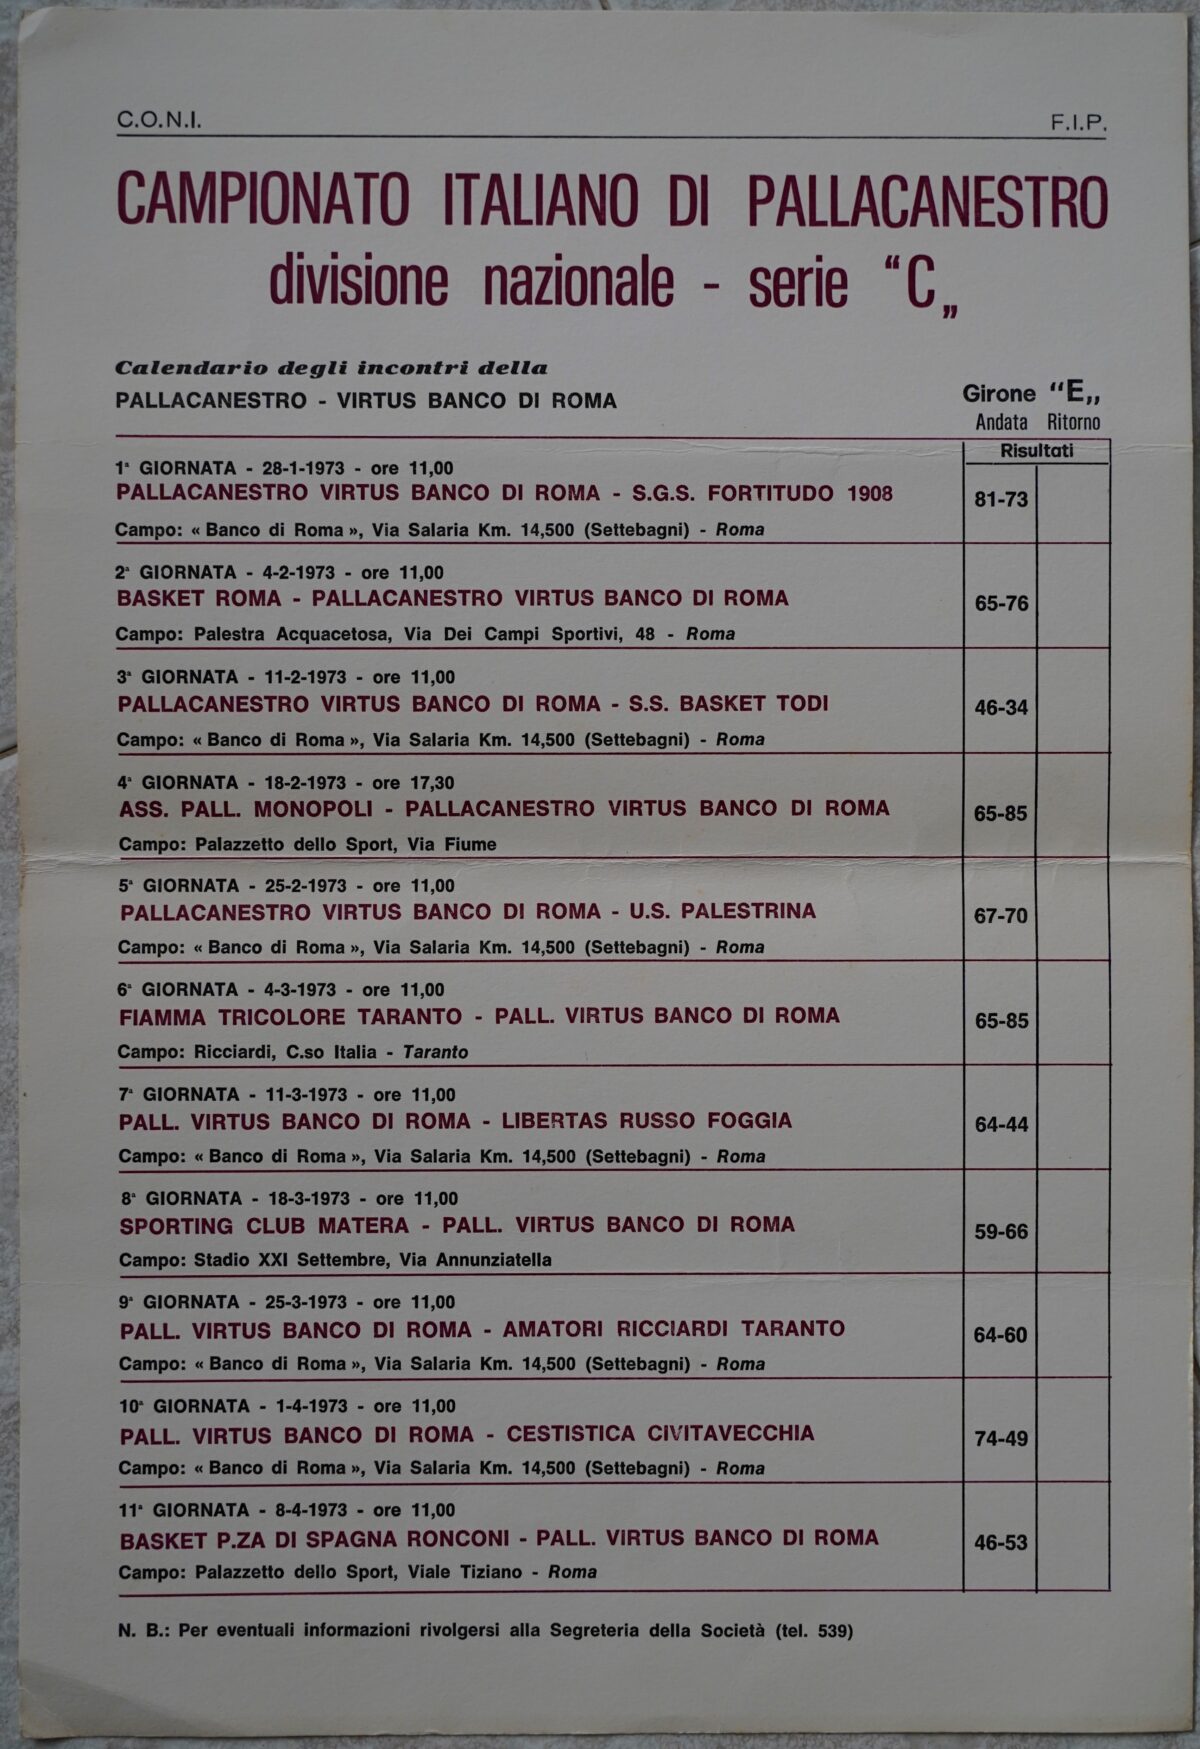 C.O.N.I. F.I.P.
CAMPIONATO ITALIANO DI PALLACANESTRO
divisione nazionale - serie “C„
Calendario degli incontri della
PALLACANESTRO - VIRTUS BANCO DI ROMA
Girone "E„
Andata Ritorno
Risultati
1ª GIORNATA - 28-1-1973 - ore 11,00
PALLACANESTRO VIRTUS BANCO DI ROMA - S.G.S. FORTITUDO 1908 81-73
Campo: « Banco di Roma », Via Salaria Km. 14,500 (Settebagni) - Roma
2ª GIORNATA - 4-2-1973 - ore 11,00
BASKET ROMA - PALLACANESTRO VIRTUS BANCO DI ROMA 65-76
Campo: Palestra Acquacetosa, Via Dei Campi Sportivi, 48 - Roma
3ª GIORNATA - 11-2-1973 - ore 11,00
PALLACANESTRO VIRTUS BANCO DI ROMA - S.S. BASKET TODI 46-34
Campo: « Banco di Roma », Via Salaria Km. 14,500 (Settebagni) - Roma
4ª GIORNATA - 18-2-1973 - ore 17,30
ASS. PALL. MONOPOLI - PALLACANESTRO VIRTUS BANCO DI ROMA 65-85
Campo: Palazzetto dello Sport, Via Fiume
5ª GIORNATA - 25-2-1973 - ore 11,00
PALLACANESTRO VIRTUS BANCO DI ROMA - U.S. PALESTRINA 67-70
Campo: « Banco di Roma », Via Salaria Km. 14,500 (Settebagni) - Roma
6ª GIORNATA - 4-3-1973 - ore 11,00
FIAMMA TRICOLORE TARANTO - PALL. VIRTUS BANCO DI ROMA 65-85
Campo: Ricciardi, C.so Italia - Taranto
7ª GIORNATA - 11-3-1973 - ore 11,00
PALL. VIRTUS BANCO DI ROMA - LIBERTAS RUSSO FOGGIA 64-44
Campo: « Banco di Roma », Via Salaria Km. 14,500 (Settebagni) - Roma
8ª GIORNATA - 18-3-1973 - ore 11,00
SPORTING CLUB MATERA - PALL. VIRTUS BANCO DI ROMA 59-66
Campo: Stadio XXI Settembre, Via Annunziatella
9ª GIORNATA - 25-3-1973 - ore 11,00
PALL. VIRTUS BANCO DI ROMA - AMATORI RICCIARDI TARANTO 64-60
Campo: « Banco di Roma », Via Salaria Km. 14,500 (Settebagni) - Roma
10ª GIORNATA - 1-4-1973 - ore 11,00
PALL. VIRTUS BANCO DI ROMA - CESTISTICA CIVITAVECCHIA 74-49
Campo: « Banco di Roma », Via Salaria Km. 14,500 (Settebagni) - Roma
11ª GIORNATA - 8-4-1973 - ore 11,00
BASKET P.ZA DI SPAGNA RONCONI - PALL. VIRTUS BANCO DI ROMA 46-53
Campo: Palazzetto dello Sport, Viale Tiziano - Roma
N. B.: Per eventuali informazioni rivolgersi alla Segreteria della Società (tel. 539)